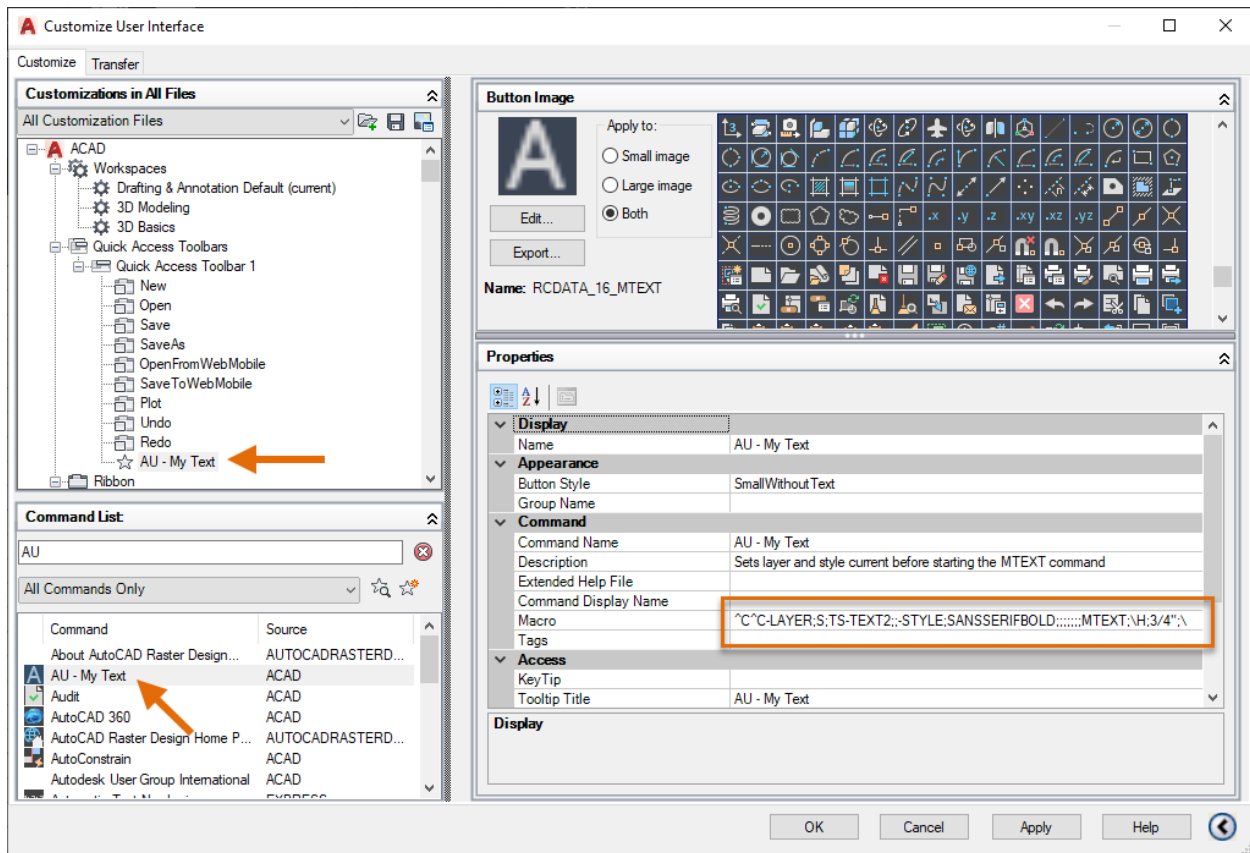 Customize User Interface
Customize Transfer
Customizations in All Files
All Customization Files
ACAD
Workspaces
Drafting & Annotation Default (current)
3D Modeling
3D Basics
Quick Access Toolbars
Quick Access Toolbar 1
New
Open
Save
SaveAs
OpenFromWebMobile
SaveToWebMobile
Plot
Undo
Redo
AU - My Text
Ribbon
Command List:
AU
All Commands Only
Command Source
About AutoCAD Raster Design... AUTOCADRASTERD...
AU - My Text ACAD
Audit ACAD
AutoCAD 360 ACAD
AutoCAD Raster Design Home P... AUTOCADRASTERD...
AutoConstrain ACAD
Autodesk User Group International ACAD
Button Image
Apply to:
Small image
Large image
Both
Edit...
Export...
Name: RCDATA_16_MTEXT
.x .y .z .xy .xz .yz
Properties
Display
Name AU - My Text
Appearance
Button Style SmallWithoutText
Group Name
Command
Command Name AU - My Text
Description Sets layer and style current before starting the MTEXT command
Extended Help File
Command Display Name
Macro ^C^C-LAYER;S;TS-TEXT2;;-STYLE;SANSSERIFBOLD;;;;;;;MTEXT;\H;3/4";\
Tags
Access
KeyTip
Tooltip Title AU - My Text
Display
OK Cancel Apply Help